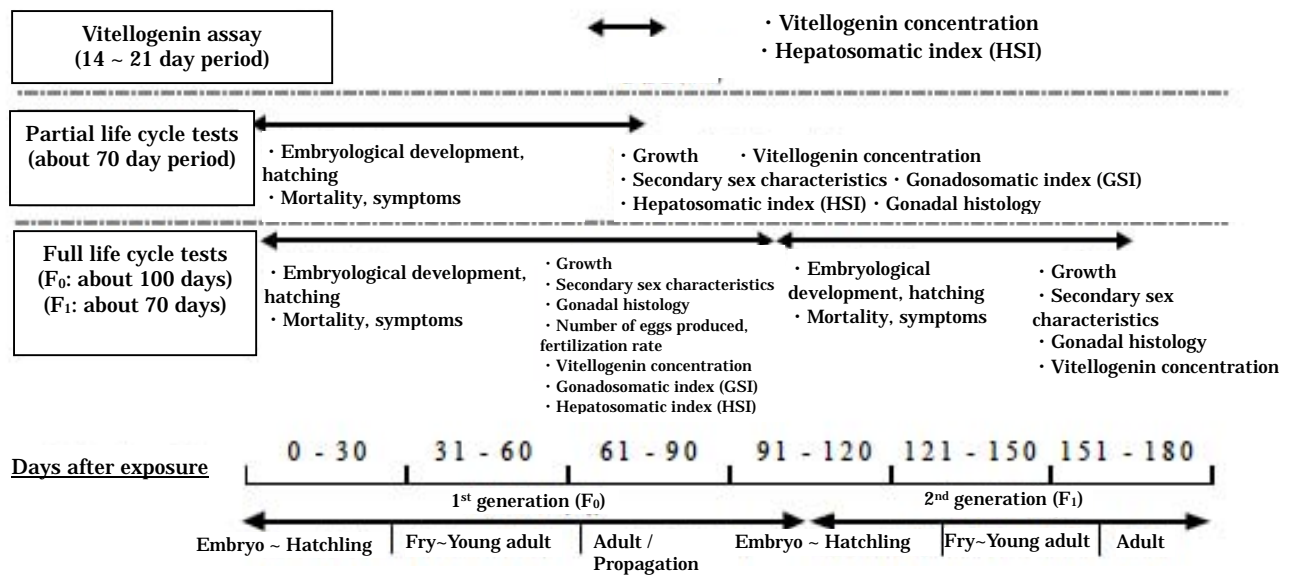 Vitellogenin assay
(14 ~ 21 day period)
・Vitellogenin concentration
・Hepatosomatic index (HSI)
Partial life cycle tests
(about 70 day period)
・Embryological development,
hatching
・Mortality, symptoms
・Growth ・Vitellogenin concentration
・Secondary sex characteristics・Gonadosomatic index (GSI)
・Hepatosomatic index (HSI)・Gonadal histology
Full life cycle tests
(F₀: about 100 days)
(F₁: about 70 days)
・Embryological development,
hatching
・Mortality, symptoms
・Growth
・Secondary sex characteristics
・Gonadal histology
・Number of eggs produced,
fertilization rate
・Vitellogenin concentration
・Gonadosomatic index (GSI)
・Hepatosomatic index (HSI)
・Embryological
development, hatching
・Mortality, symptoms
・Growth
・Secondary sex
characteristics
・Gonadal histology
・Vitellogenin concentration
Days after exposure
0 - 30 31 - 60 61 - 90 91 - 120 121 - 150 151 - 180
1st generation (F₀) 2nd generation (F₁)
Embryo ~ Hatchling Fry~Young adult Adult /
Propagation
Embryo ~ Hatchling Fry~Young adult Adult